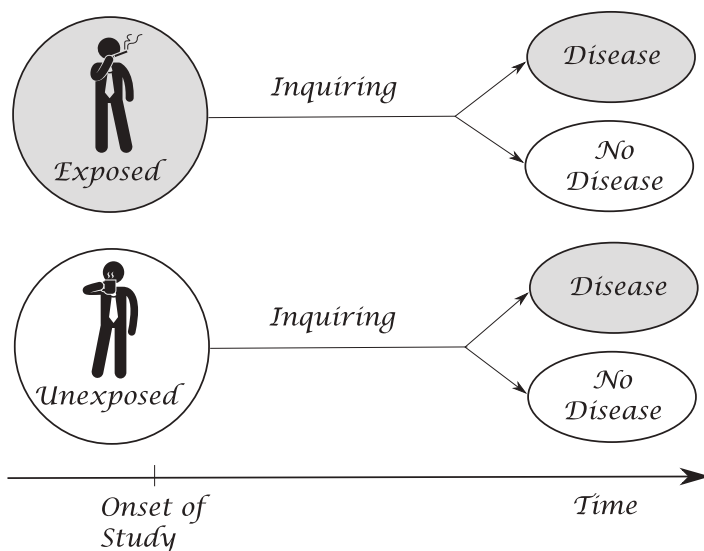 Exposed
Inquiring
Disease
No
Disease
Unexposed
Inquiring
Disease
No
Disease
Onset of
Study
Time